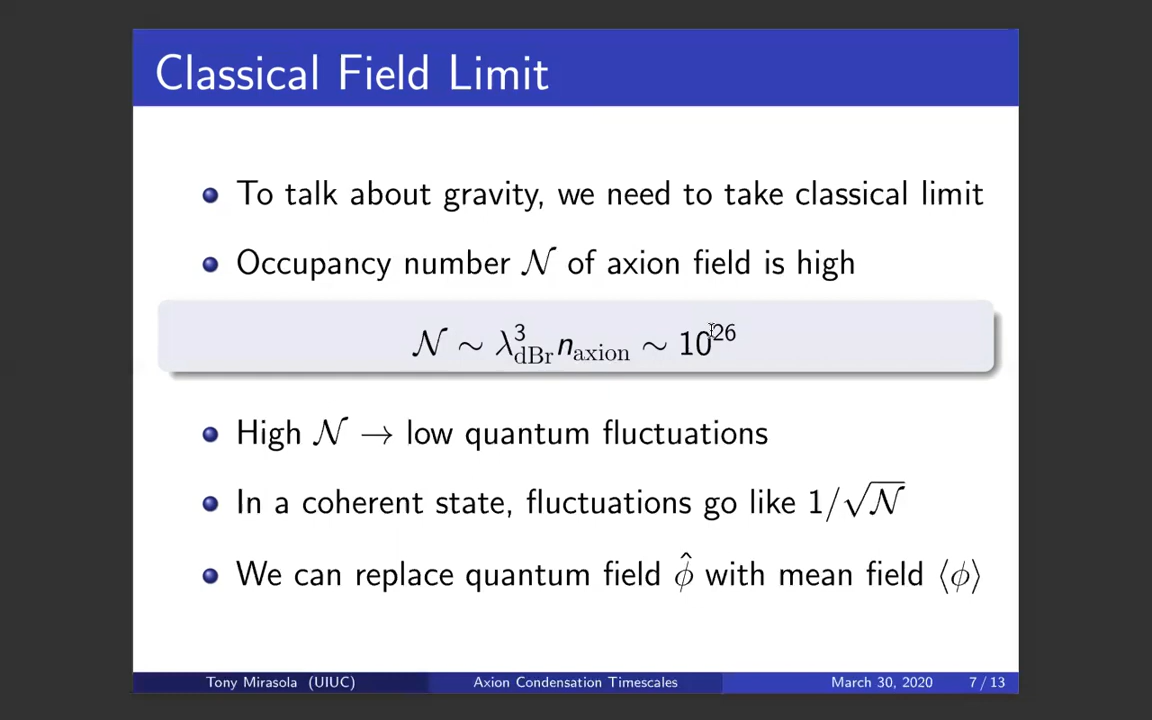 Classical Field Limit
To talk about gravity, we need to take classical limit
Occupancy number 𝒩 of axion field is high
𝒩 ∼ λ³_dBr n_axion ∼ 10²⁶
High 𝒩 → low quantum fluctuations
In a coherent state, fluctuations go like 1/√𝒩
We can replace quantum field ϕ̂ with mean field ⟨ϕ⟩
Tony Mirasola (UIUC) Axion Condensation Timescales March 30, 2020 7 / 13